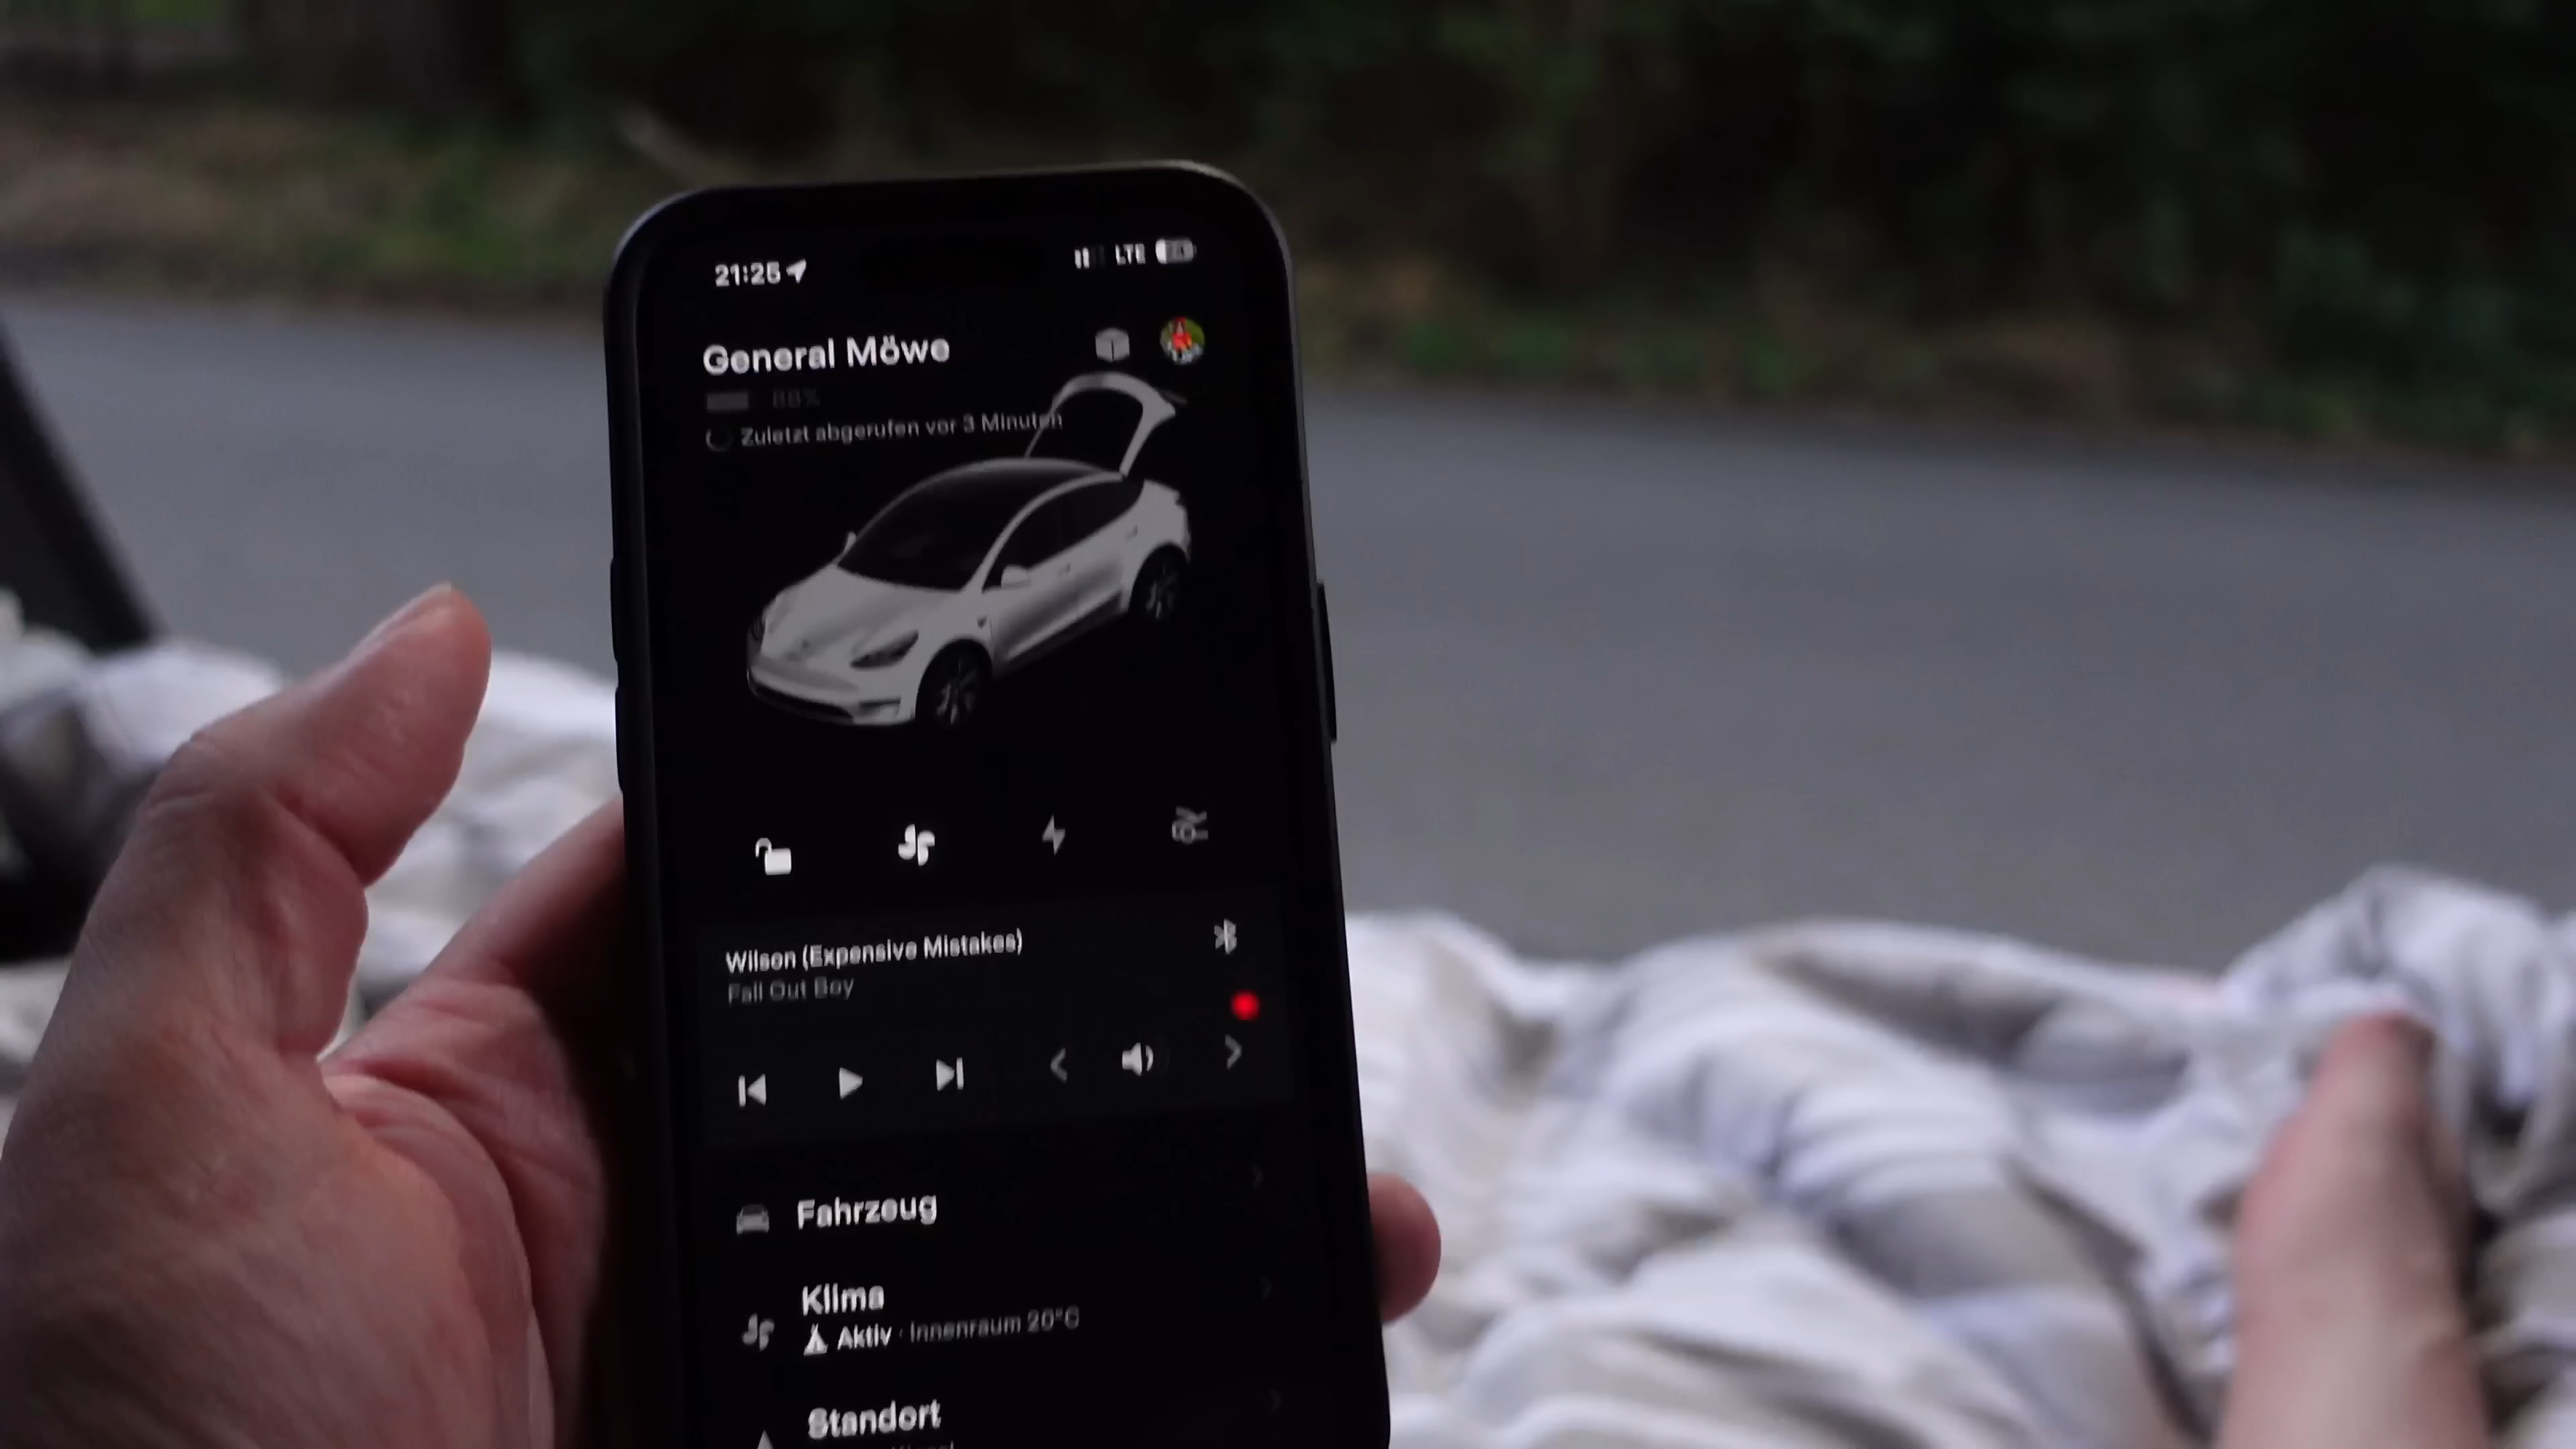 21:25
LTE
General Möwe
88%
Zuletzt abgerufen vor 3 Minuten
Wilson (Expensive Mistakes)
Fall Out Boy
Fahrzeug
Klima
Aktiv · Innenraum 20°C
Standort